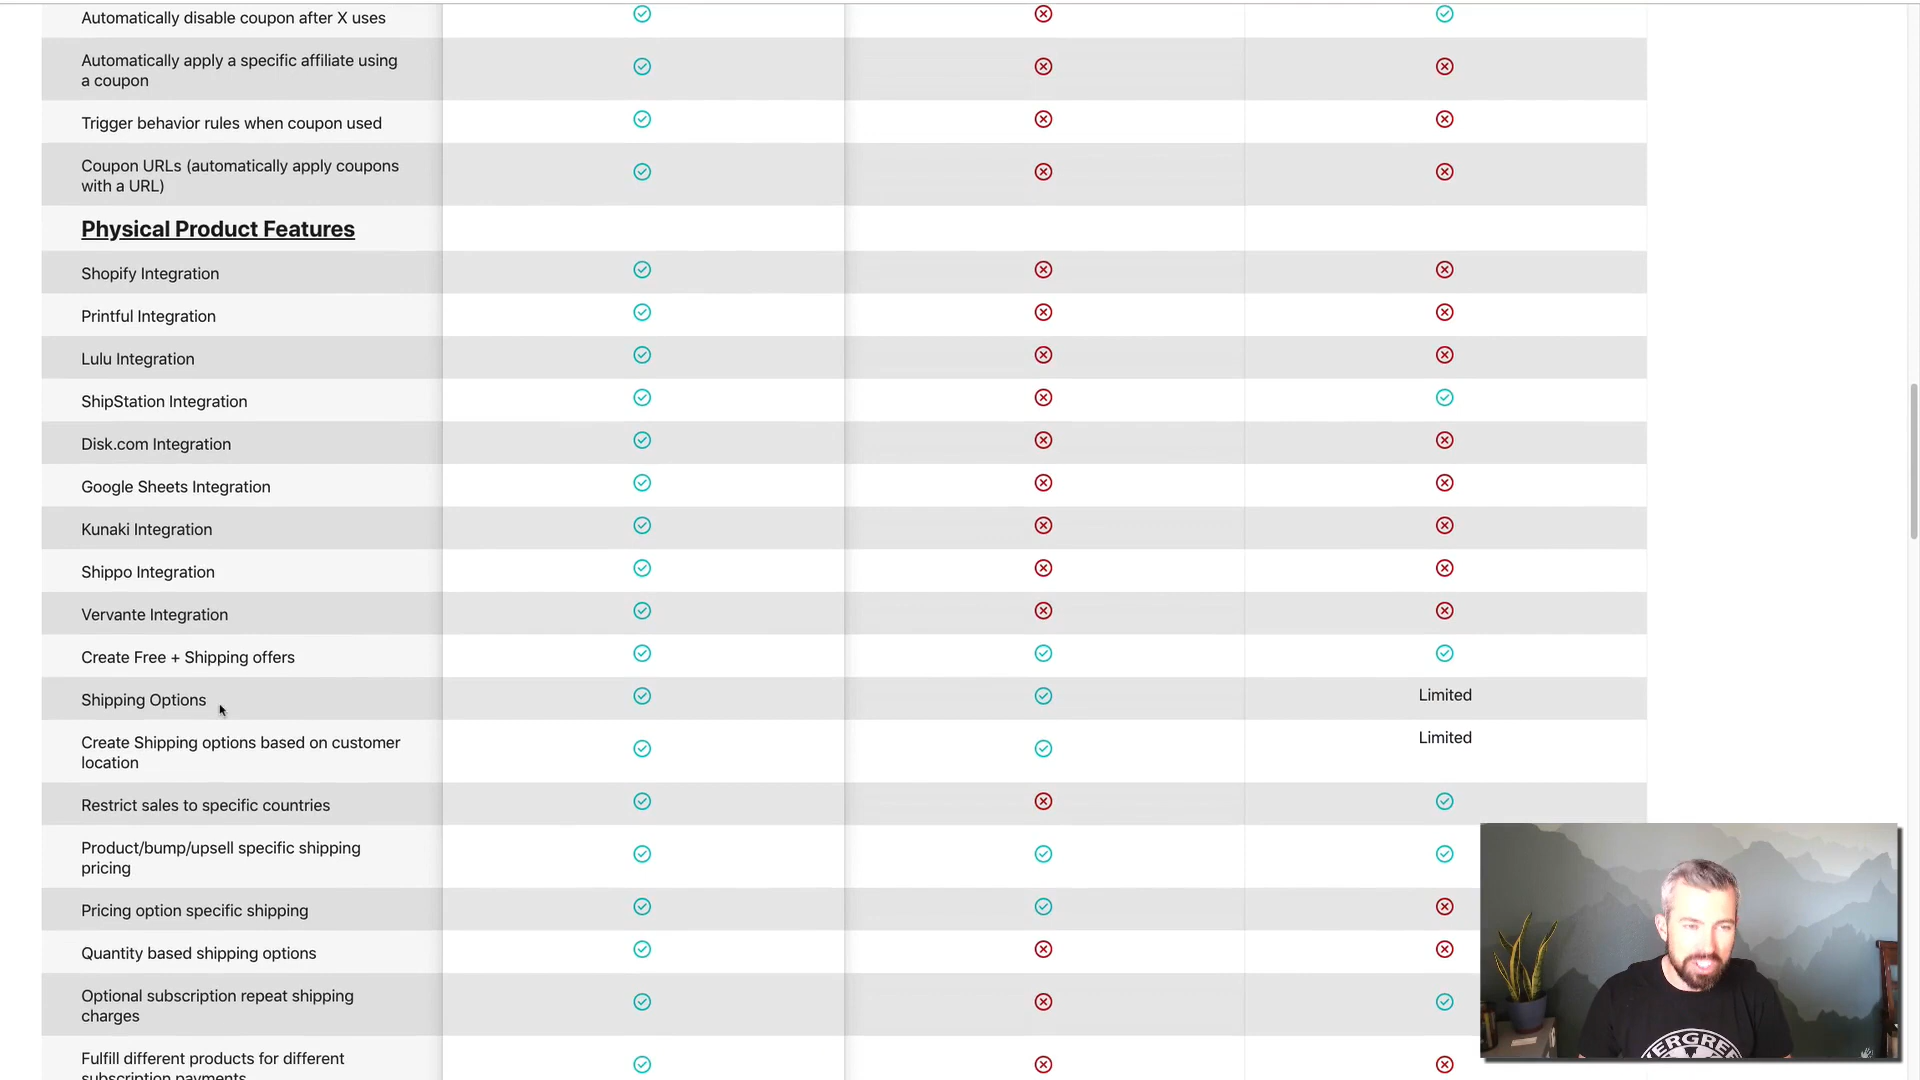 Automatically disable coupon after X uses
Automatically apply a specific affiliate using
a coupon
Trigger behavior rules when coupon used
Coupon URLs (automatically apply coupons
with a URL)
Physical Product Features
Shopify Integration
Printful Integration
Lulu Integration
ShipStation Integration
Disk.com Integration
Google Sheets Integration
Kunaki Integration
Shippo Integration
Vervante Integration
Create Free + Shipping offers
Shipping Options
Limited
Create Shipping options based on customer
location
Limited
Restrict sales to specific countries
Product/bump/upsell specific shipping
pricing
Pricing option specific shipping
Quantity based shipping options
Optional subscription repeat shipping
charges
Fulfill different products for different
subscription payments